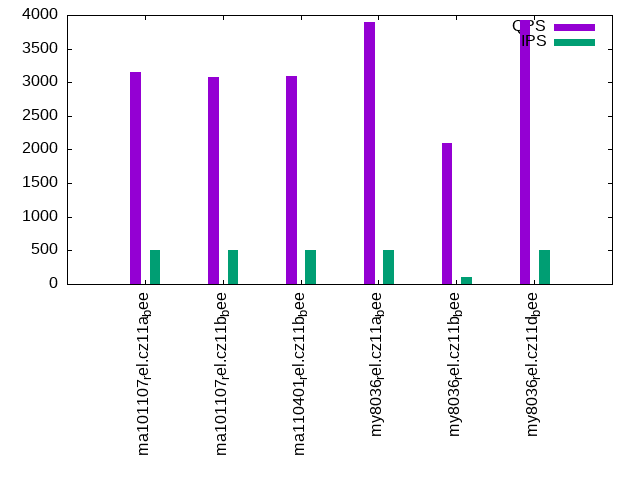 4000
3500
3000
2500
2000
1500
1000
500
0
QPS
IPS
ma101107rel.cz11abee
ma101107rel.cz11bbee
ma110401rel.cz11bbee
my8036rel.cz11abee
my8036rel.cz11bbee
my8036rel.cz11dbee